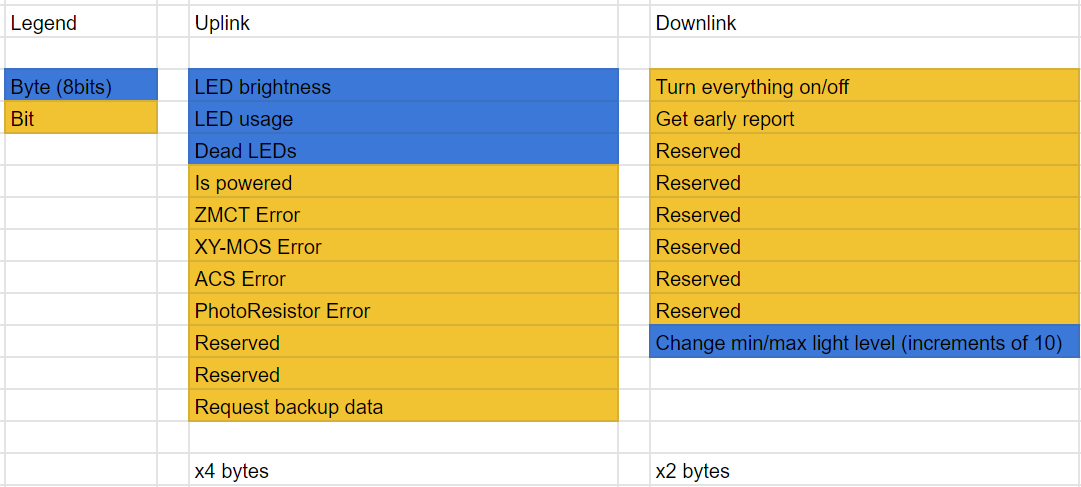 Legend Uplink Downlink
Byte (8bits) LED brightness Turn everything on/off
Bit LED usage Get early report
Dead LEDs Reserved
Is powered Reserved
ZMCT Error Reserved
XY-MOS Error Reserved
ACS Error Reserved
PhotoResistor Error Reserved
Reserved Change min/max light level (increments of 10)
Reserved
Request backup data
x4 bytes x2 bytes